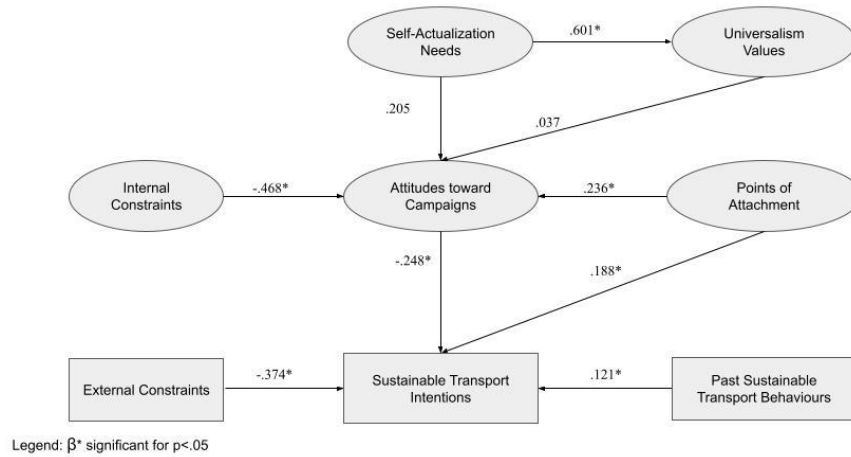 Self-Actualization
Needs
.601*
Universalism
Values
.205
.037
Internal
Constraints
-.468*
Attitudes toward
Campaigns
.236*
Points of
Attachment
-.248*
.188*
External Constraints
-.374*
Sustainable Transport
Intentions
.121*
Past Sustainable
Transport Behaviours
Legend: β* significant for p<.05